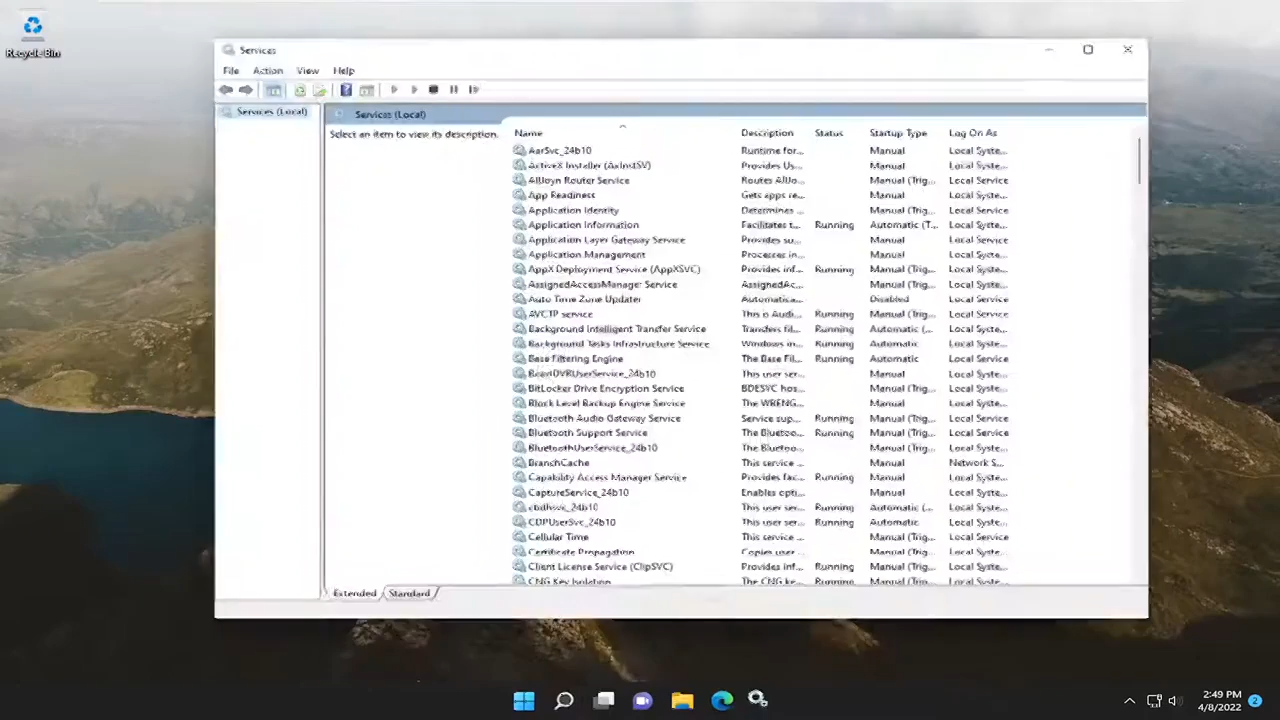 Recycle Bin
Services
File Action View Help
Services (Local)
Services (Local)
Select an item to view its description.
Name Description Status Startup Type Log On As
AarSvc_24b10 Runtime for... Manual Local Syste...
ActiveX Installer (AxInstSV) Provides Us... Manual Local Syste...
AllJoyn Router Service Routes AllJo... Manual (Trig... Local Service
App Readiness Gets apps re... Manual Local Syste...
Application Identity Determines ... Manual (Trig... Local Service
Application Information Facilitates t... Running Automatic (T... Local Syste...
Application Layer Gateway Service Provides su... Manual Local Service
Application Management Processes in... Manual Local Syste...
AppX Deployment Service (AppXSVC) Provides inf... Running Manual (Trig... Local Syste...
AssignedAccessManager Service AssignedAc... Manual (Trig... Local Syste...
Auto Time Zone Updater Automatica... Disabled Local Service
AVCTP service This is Audi... Running Manual (Trig... Local Service
Background Intelligent Transfer Service Transfers fil... Running Automatic (... Local Syste...
Background Tasks Infrastructure Service Windows in... Running Automatic Local Syste...
Base Filtering Engine The Base Fil... Running Automatic Local Service
BcastDVRUserService_24b10 This user ser... Manual Local Syste...
BitLocker Drive Encryption Service BDESVC hos... Manual (Trig... Local Syste...
Block Level Backup Engine Service The WBENG... Manual Local Syste...
Bluetooth Audio Gateway Service Service sup... Running Manual (Trig... Local Service
Bluetooth Support Service The Bluetoo... Running Manual (Trig... Local Service
BluetoothUserService_24b10 The Bluetoo... Manual (Trig... Local Syste...
BranchCache This service ... Manual Network S...
Capability Access Manager Service Provides fac... Running Manual Local Syste...
CaptureService_24b10 Enables opti... Manual Local Syste...
cbdhsvc_24b10 This user ser... Running Automatic (... Local Syste...
CDPUserSvc_24b10 This user ser... Running Automatic Local Syste...
Cellular Time This service ... Manual (Trig... Local Service
Certificate Propagation Copies user ... Manual (Trig... Local Syste...
Client License Service (ClipSVC) Provides inf... Running Manual (Trig... Local Syste...
CNG Key Isolation The CNG ke... Running Manual (Trig... Local Syste...
Extended Standard
2:49 PM
4/8/2022
2